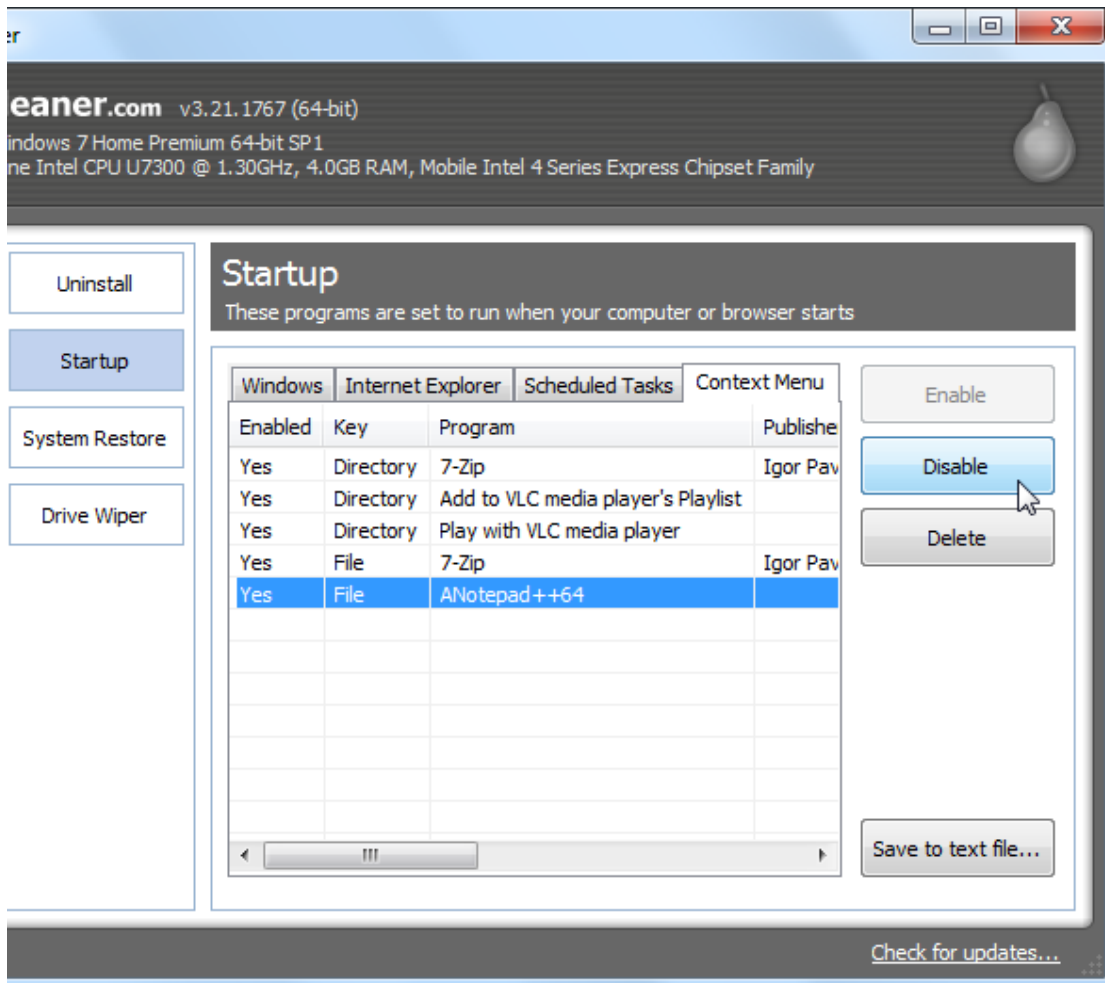 er
eaner.com v3.21.1767 (64-bit)
indows 7 Home Premium 64-bit SP1
ne Intel CPU U7300 @ 1.30GHz, 4.0GB RAM, Mobile Intel 4 Series Express Chipset Family
Uninstall
Startup
System Restore
Drive Wiper
Startup
These programs are set to run when your computer or browser starts
Windows Internet Explorer Scheduled Tasks Context Menu
Enabled Key Program Publishe
Yes Directory 7-Zip Igor Pav
Yes Directory Add to VLC media player's Playlist
Yes Directory Play with VLC media player
Yes File 7-Zip Igor Pav
Yes File ANotepad++64
Enable
Disable
Delete
Save to text file...
Check for updates...